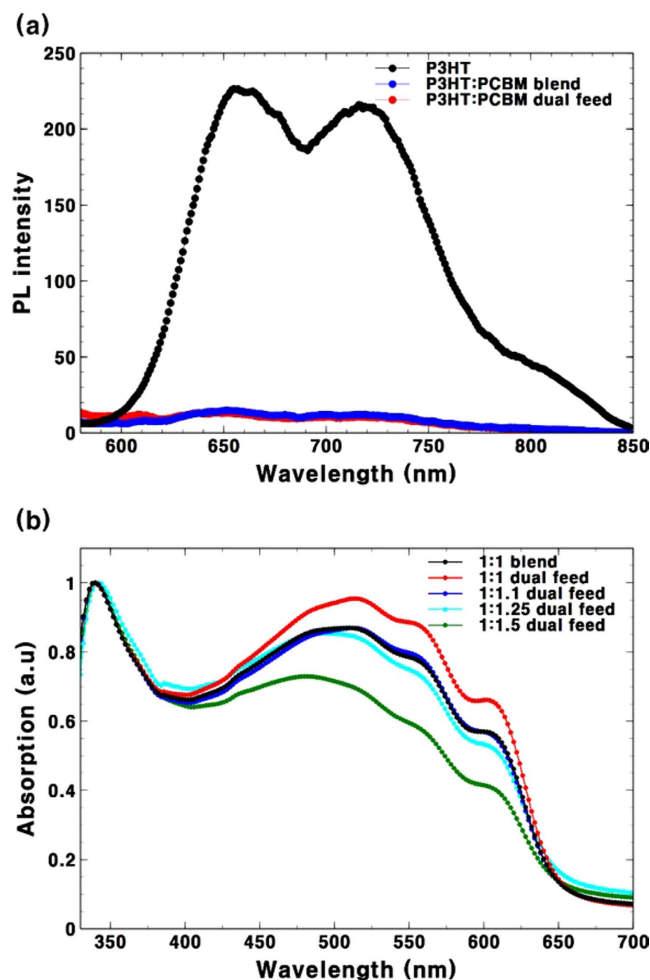 (a)
250
200
150
100
50
0
PL intensity
P3HT
P3HT:PCBM blend
P3HT:PCBM dual feed
600 650 700 750 800 850
Wavelength (nm)
(b)
1
0.8
0.6
0.4
0.2
0
Absorption (a.u)
1:1 blend
1:1 dual feed
1:1.1 dual feed
1:1.25 dual feed
1:1.5 dual feed
350 400 450 500 550 600 650 700
Wavelength (nm)